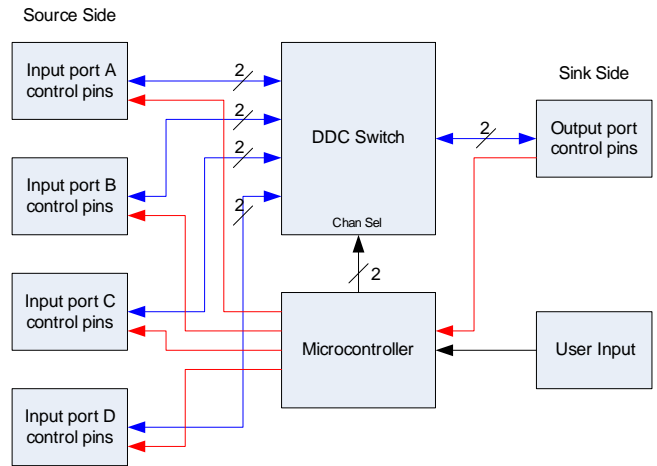 Source Side
Input port A
control pins
2
2
2
2
Input port B
control pins
Input port C
control pins
Input port D
control pins
DDC Switch
Chan Sel
2
Microcontroller
Sink Side
2
Output port
control pins
User Input